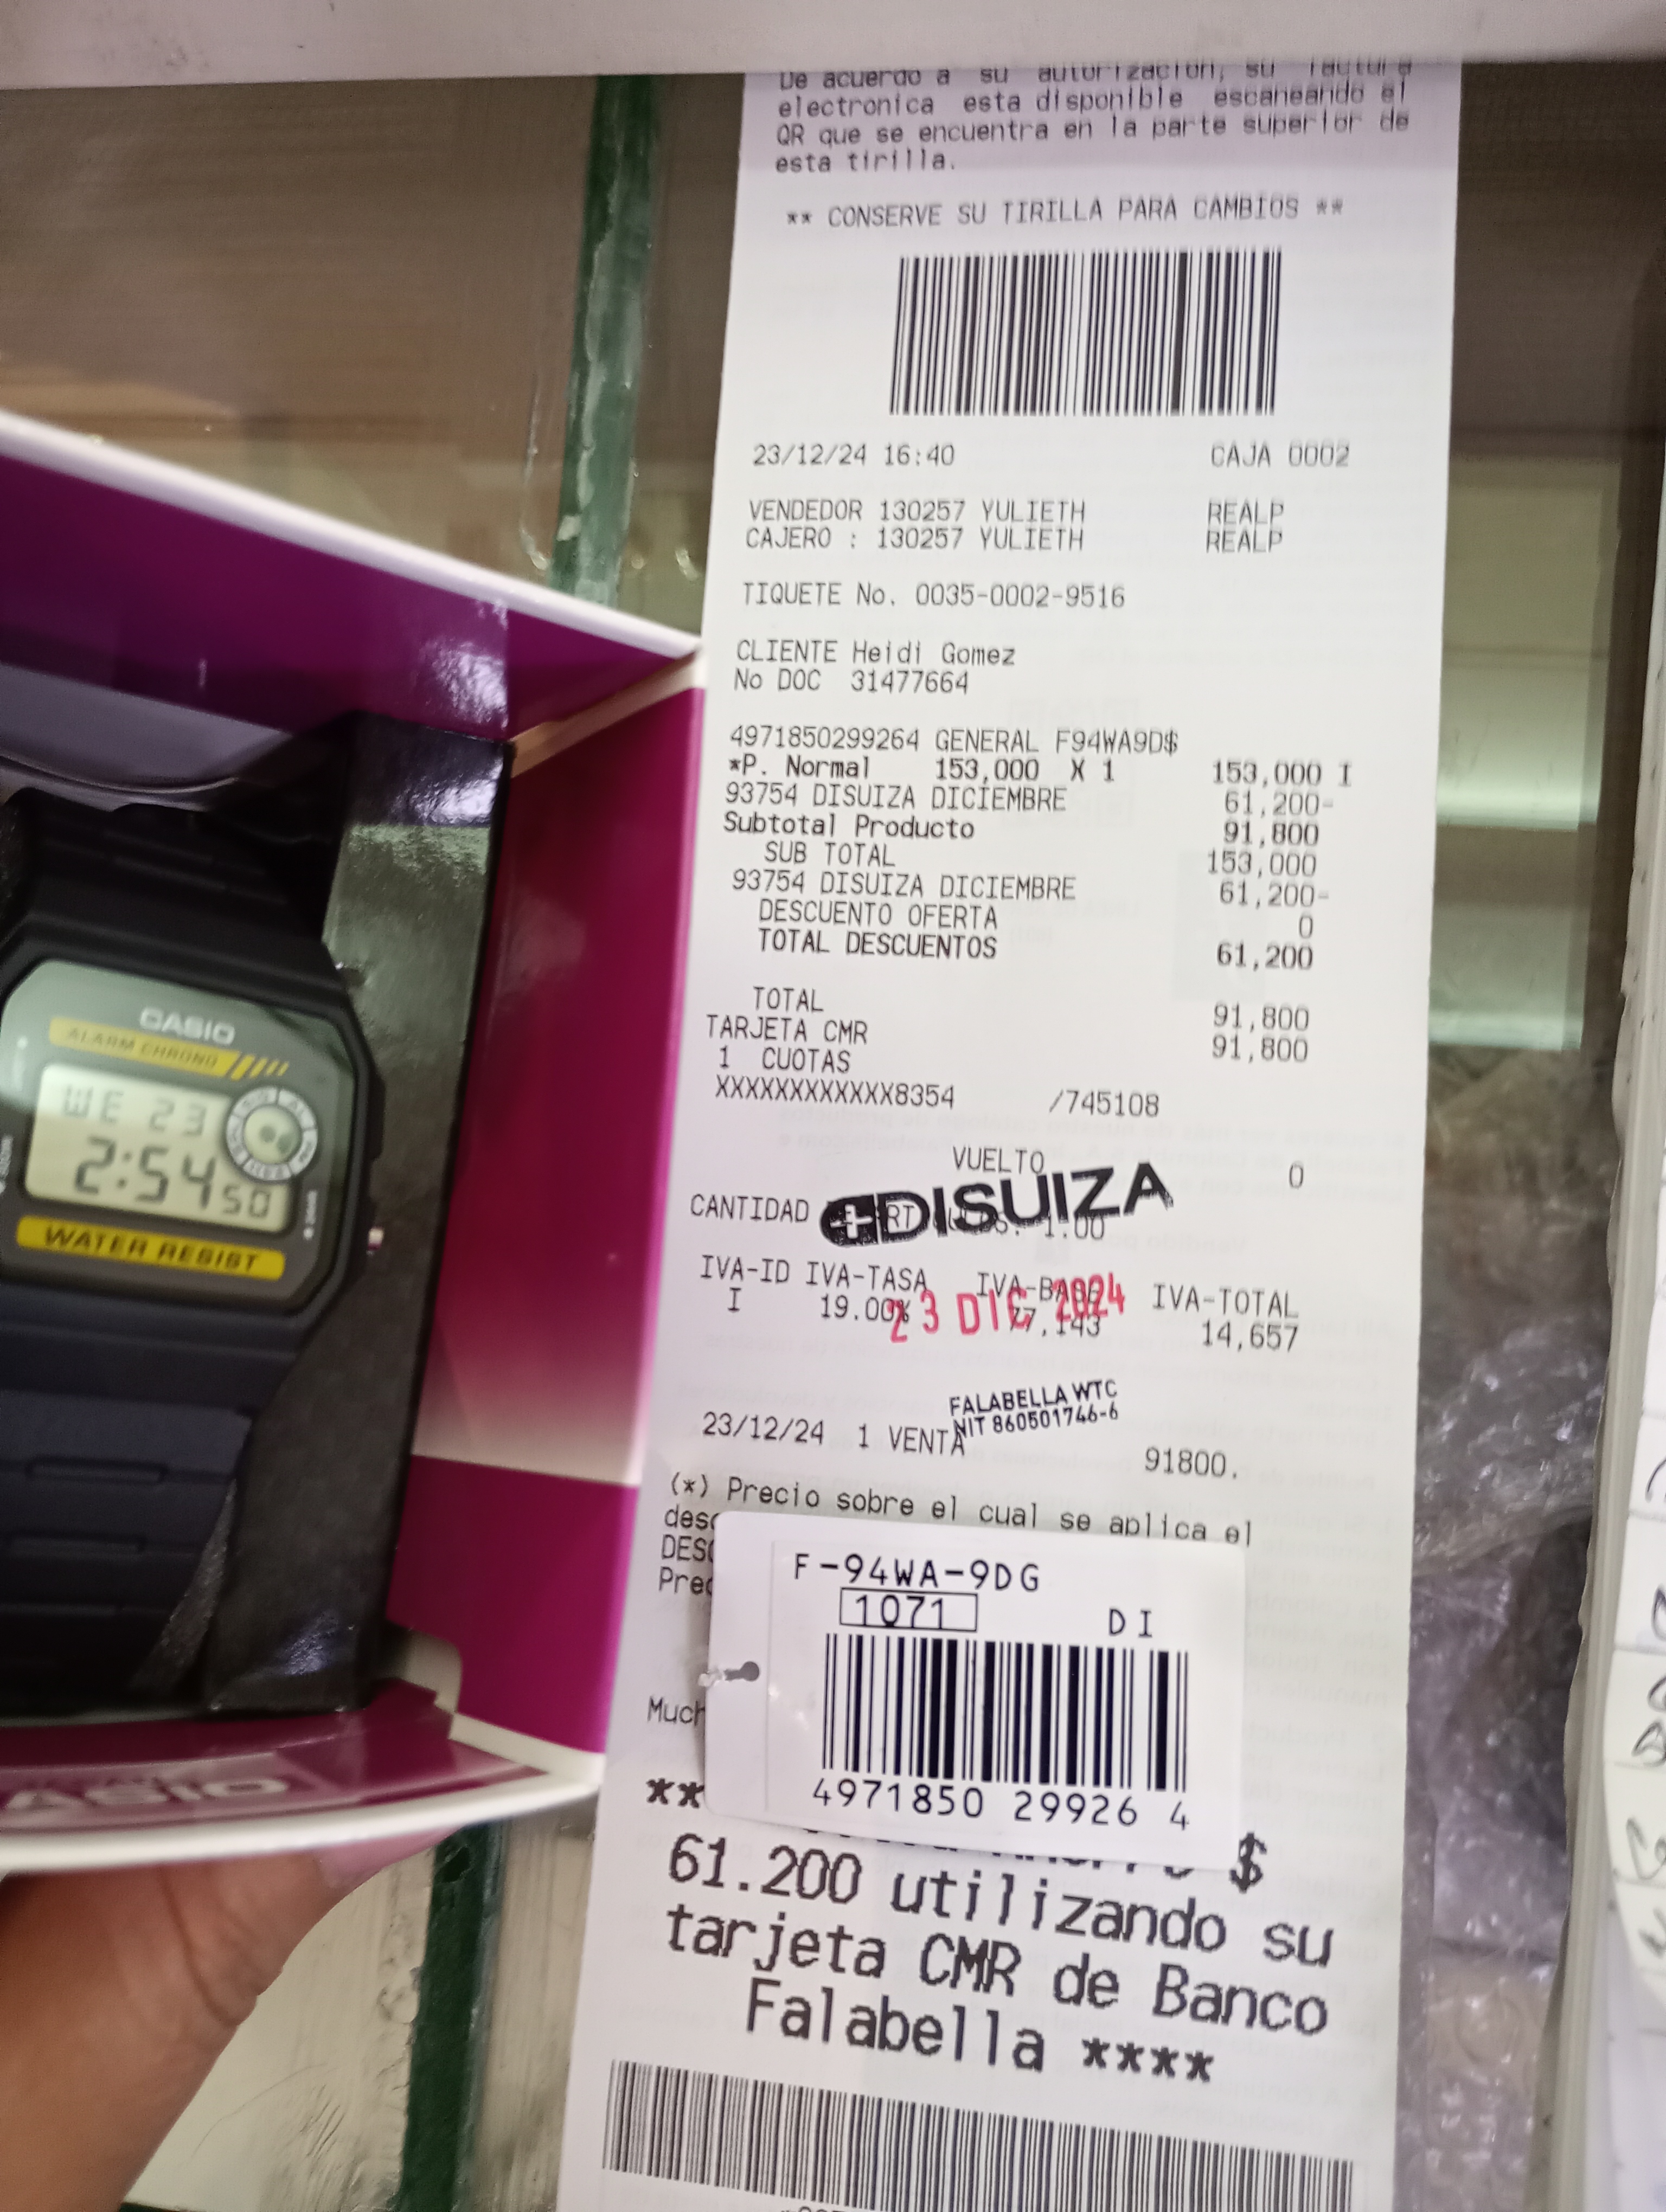 De acuerdo a su autorizacion, su factura
electronica esta disponible escaneando el
QR que se encuentra en la parte superior de
esta tirilla.
** CONSERVE SU TIRILLA PARA CAMBIOS **
23/12/24 16:40 CAJA 0002
VENDEDOR 130257 YULIETH REALP
CAJERO : 130257 YULIETH REALP
TIQUETE No. 0035-0002-9516
CLIENTE Heidi Gomez
No DOC 31477664
4971850299264 GENERAL F94WA9D$
*P. Normal 153,000 X 1 153,000 I
93754 DISUIZA DICIEMBRE 61,200-
Subtotal Producto 91,800
SUB TOTAL 153,000
93754 DISUIZA DICIEMBRE 61,200-
DESCUENTO OFERTA 0
TOTAL DESCUENTOS 61,200
TOTAL 91,800
TARJETA CMR 91,800
1 CUOTAS
XXXXXXXXXXXX8354 /745108
VUELTO 0
DISUIZA
CANTIDAD 1.00
IVA-ID IVA-TASA IVA-BASE IVA-TOTAL
I 19.00% 77,143 14,657
23 DIC 2024
FALABELLA WTC
NIT 860501746-6
23/12/24 1 VENTA 91800.
(*) Precio sobre el cual se aplica el
F-94WA-9DG
1071 DI
4971850 29926 4
** $
61.200 utilizando su
tarjeta CMR de Banco
Falabella ****
CASIO
ALARM CHRONO
WE 23
2:54 50
WATER RESIST